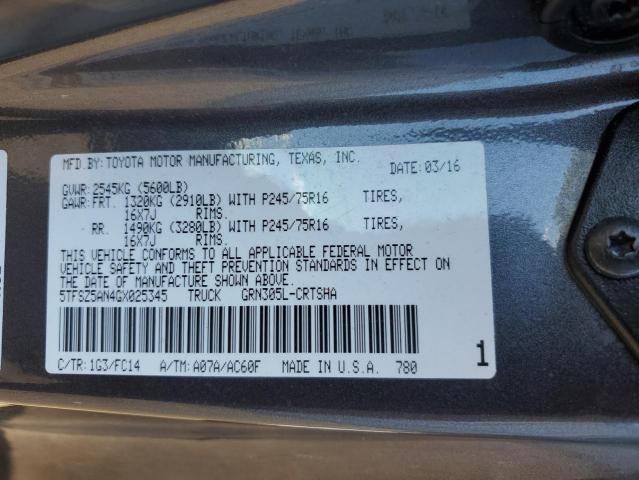 MFD.BY: TOYOTA MOTOR MANUFACTURING, TEXAS, INC.
DATE: 03/16
GVWR: 2545KG (5600LB)
GAWR: FRT. 1320KG (2910LB) WITH P245/75R16 TIRES,
16X7J RIMS.
RR. 1490KG (3280LB) WITH P245/75R16 TIRES,
16X7J RIMS.
THIS VEHICLE CONFORMS TO ALL APPLICABLE FEDERAL MOTOR
VEHICLE SAFETY AND THEFT PREVENTION STANDARDS IN EFFECT ON
THE DATE OF MANUFACTURE SHOWN ABOVE.
5TFSZ5AN4GX025345 TRUCK GRN305L-CRTSHA
C/TR: 1G3/FC14 A/TM: A07A/AC60F MADE IN U.S.A. 780
1